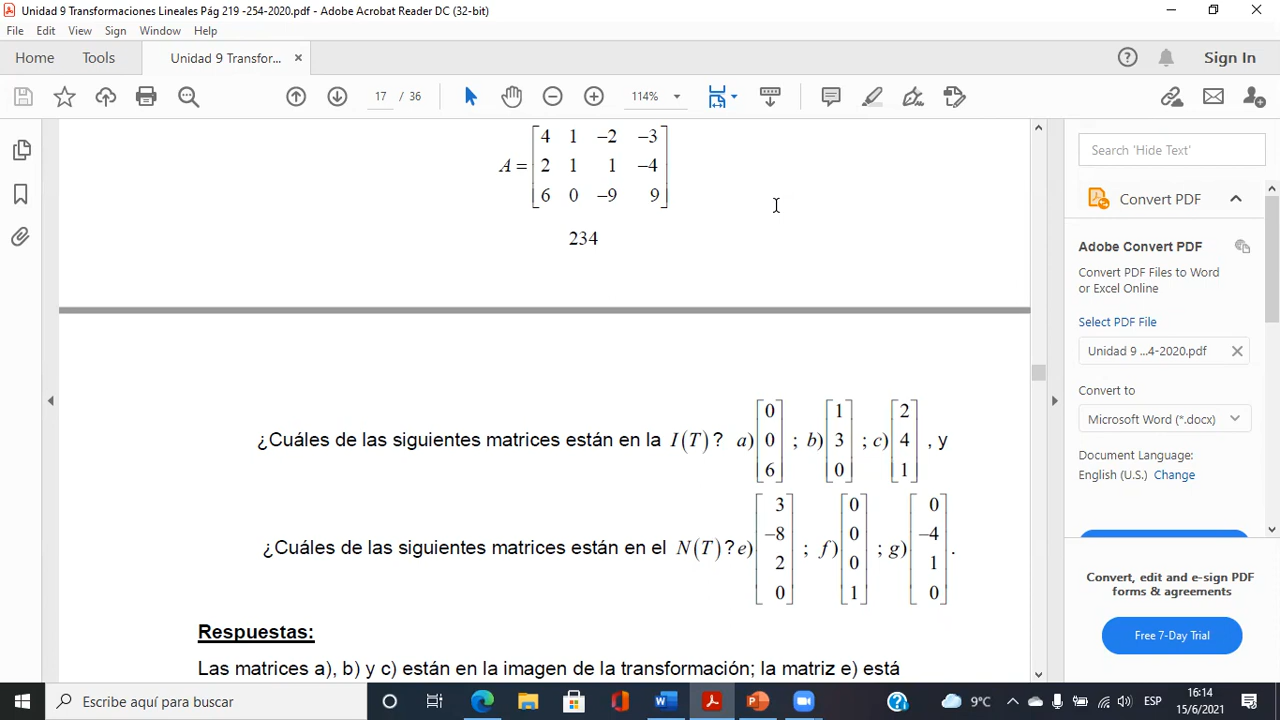 Unidad 9 Transformaciones Lineales Pág 219 -254-2020.pdf - Adobe Acrobat Reader DC (32-bit)
File Edit View Sign Window Help
Home Tools Unidad 9 Transfor... × Sign In
17 / 36 114%
A = [4 1 −2 −3
2 1 1 −4
6 0 −9 9]
234
¿Cuáles de las siguientes matrices están en la I(T)? a)[0 0 6] ; b)[1 3 0] ; c)[2 4 1] , y
¿Cuáles de las siguientes matrices están en el N(T)? e)[3 −8 2 0] ; f)[0 0 0 1] ; g)[0 −4 1 0] .
Respuestas:
Las matrices a), b) y c) están en la imagen de la transformación; la matriz e) está
Search 'Hide Text'
Convert PDF
Adobe Convert PDF
Convert PDF Files to Word
or Excel Online
Select PDF File
Unidad 9 ...4-2020.pdf
Convert to
Microsoft Word (*.docx)
Document Language:
English (U.S.) Change
Convert, edit and e-sign PDF
forms & agreements
Free 7-Day Trial
Escribe aquí para buscar
9°C ESP 16:14
15/6/2021